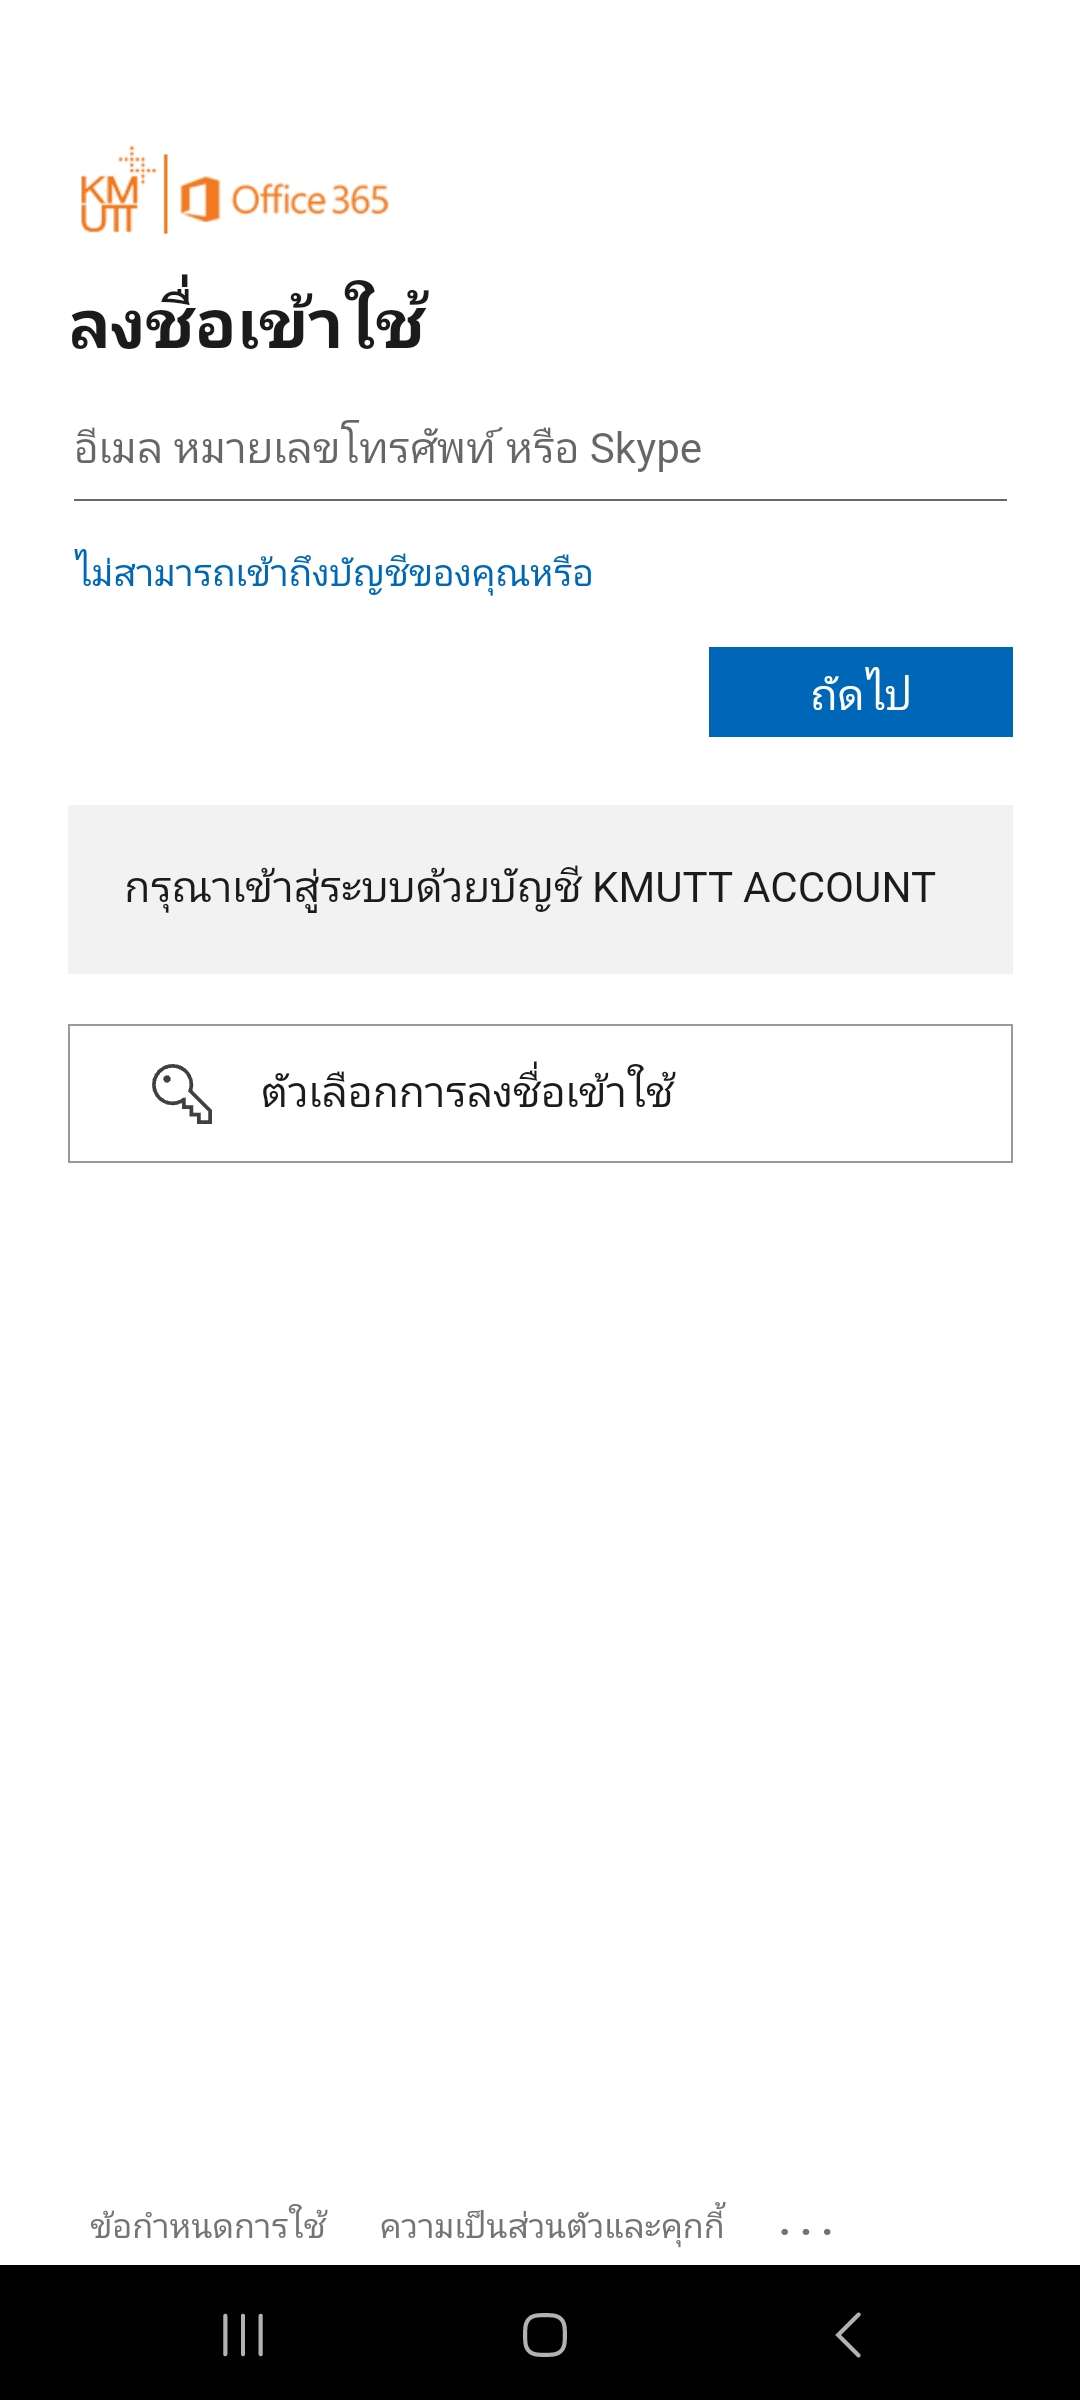 KM
UTT
Office 365
ลงชื่อเข้าใช้
อีเมล หมายเลขโทรศัพท์ หรือ Skype
ไม่สามารถเข้าถึงบัญชีของคุณหรือ
ถัดไป
กรุณาเข้าสู่ระบบด้วยบัญชี KMUTT ACCOUNT
ตัวเลือกการลงชื่อเข้าใช้
ข้อกำหนดการใช้ ความเป็นส่วนตัวและคุกกี้ ...